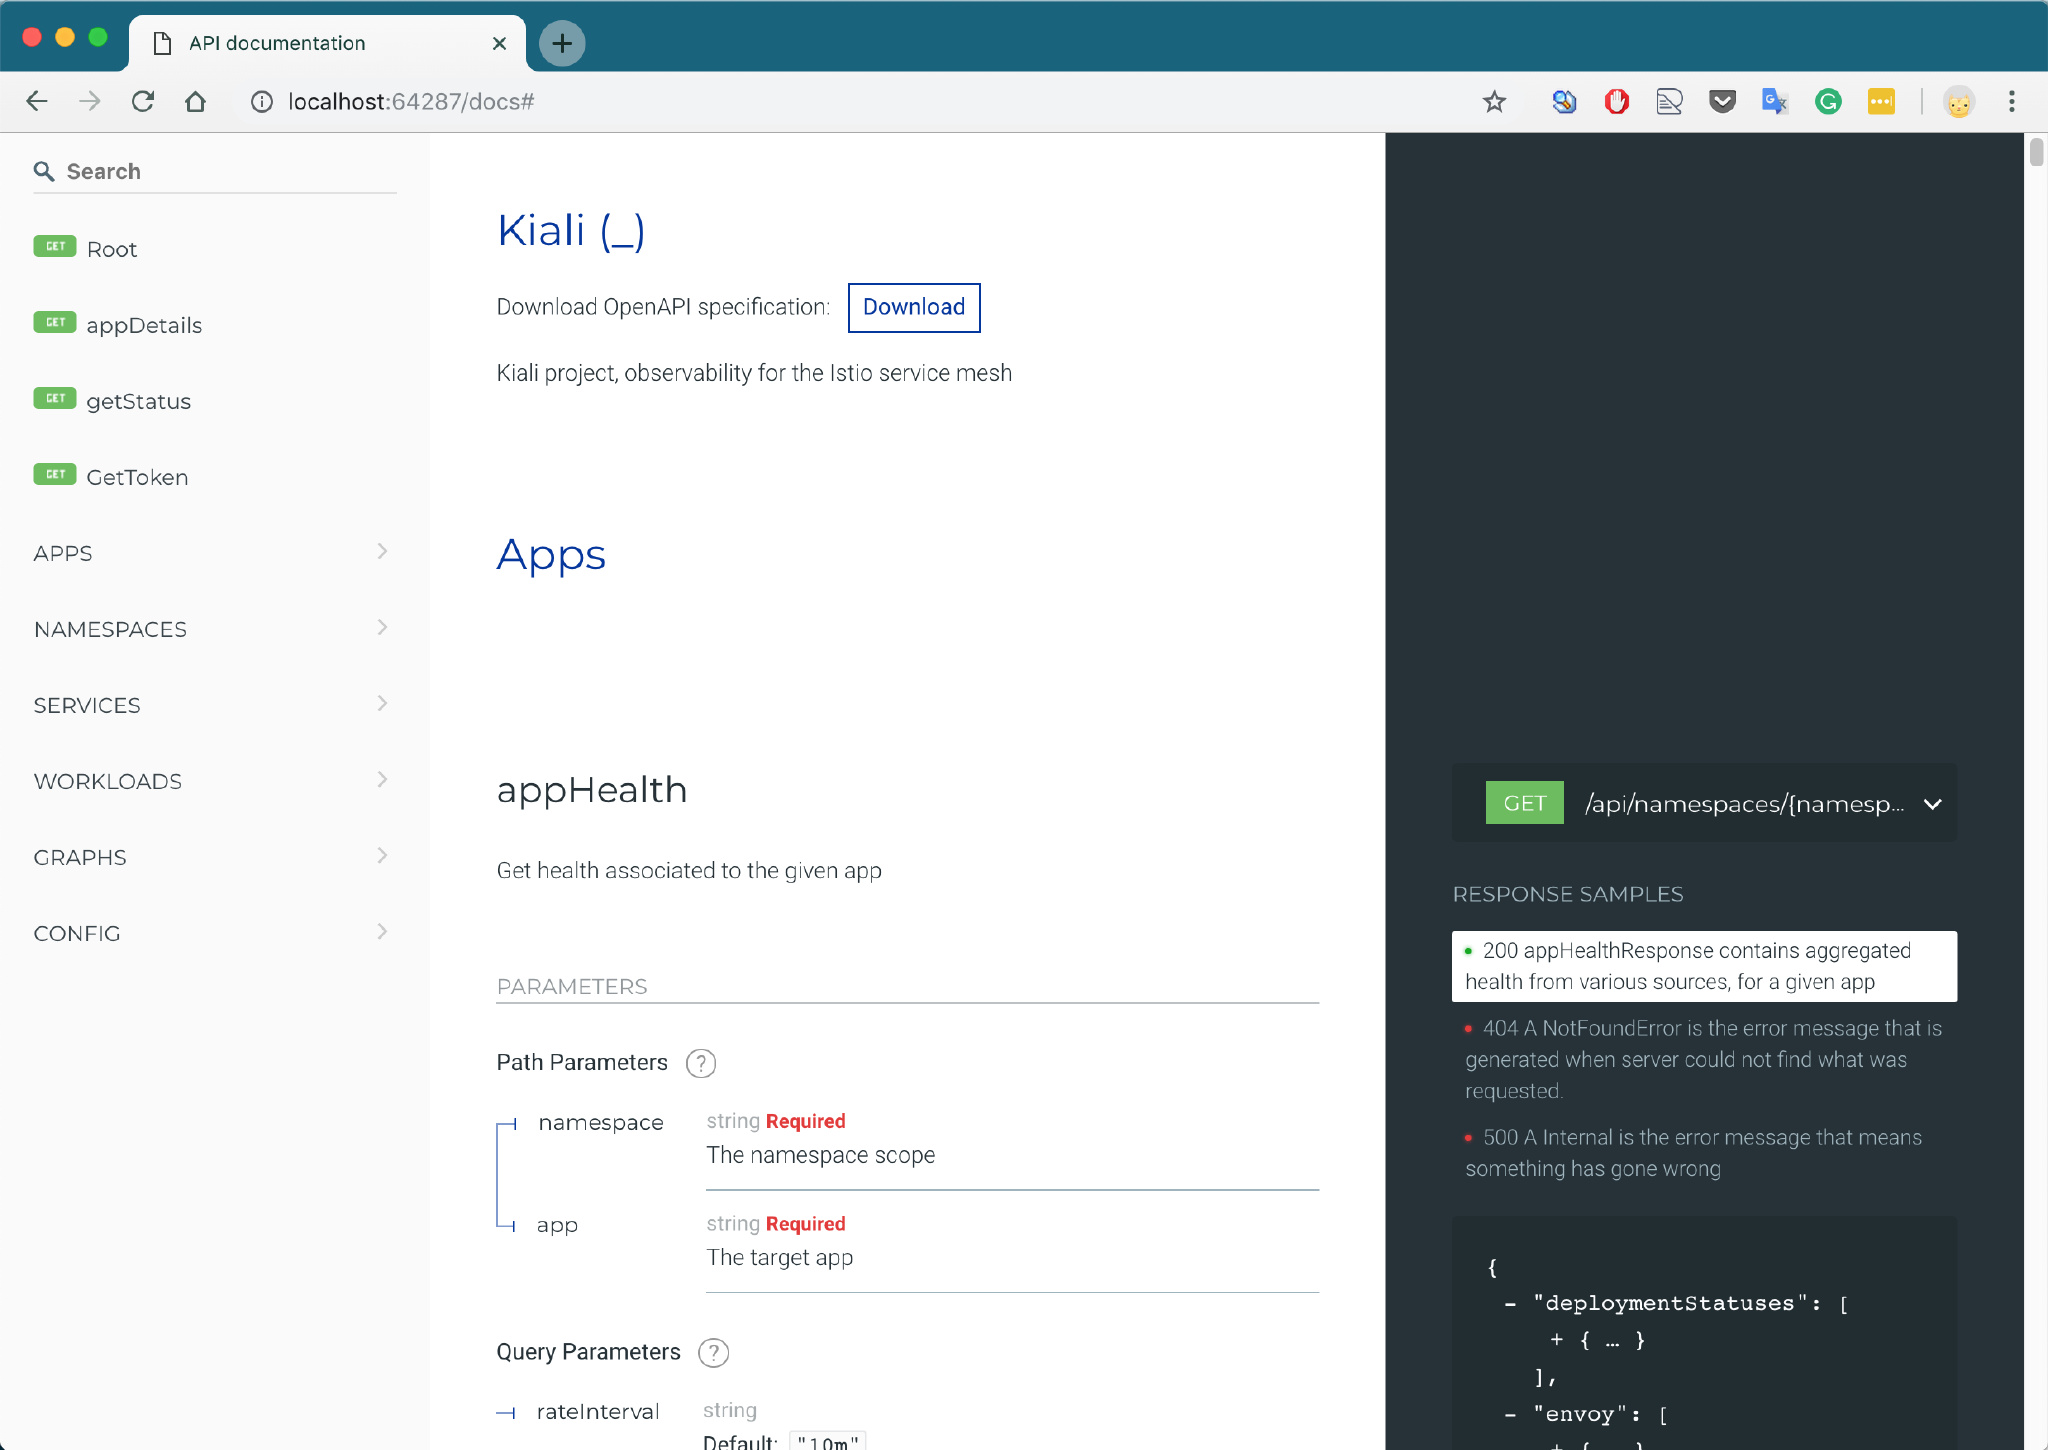 API documentation
localhost:64287/docs#
Search
GET Root
GET appDetails
GET getStatus
GET GetToken
APPS
NAMESPACES
SERVICES
WORKLOADS
GRAPHS
CONFIG
Kiali (_)
Download OpenAPI specification: Download
Kiali project, observability for the Istio service mesh
Apps
appHealth
Get health associated to the given app
PARAMETERS
Path Parameters ?
namespace string Required
The namespace scope
app string Required
The target app
Query Parameters ?
rateInterval string
Default: "10m"
GET /api/namespaces/{namesp...
RESPONSE SAMPLES
200 appHealthResponse contains aggregated
health from various sources, for a given app
404 A NotFoundError is the error message that is
generated when server could not find what was
requested.
500 A Internal is the error message that means
something has gone wrong
{
- "deploymentStatuses": [
+ { … }
],
- "envoy": [
+ { … }